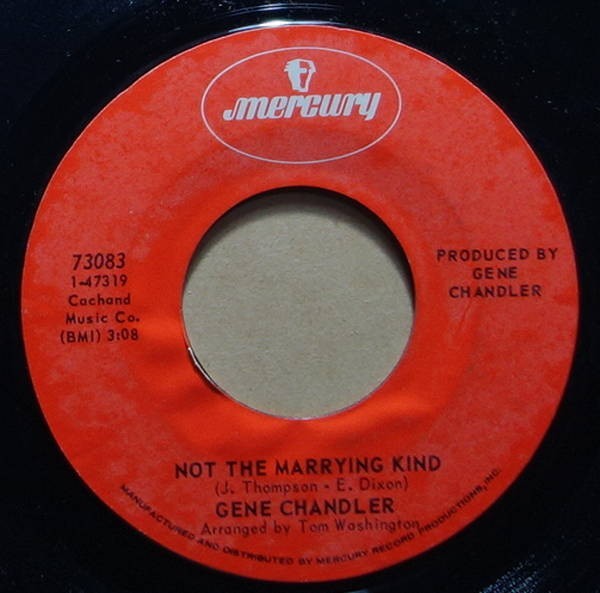 mercury
73083
1-47319
Cachand
Music Co.
(BMI) 3:08
PRODUCED BY
GENE
CHANDLER
NOT THE MARRYING KIND
(J. Thompson - E. Dixon)
GENE CHANDLER
Arranged by Tom Washington
MANUFACTURED AND DISTRIBUTED BY MERCURY RECORD PRODUCTIONS, INC.